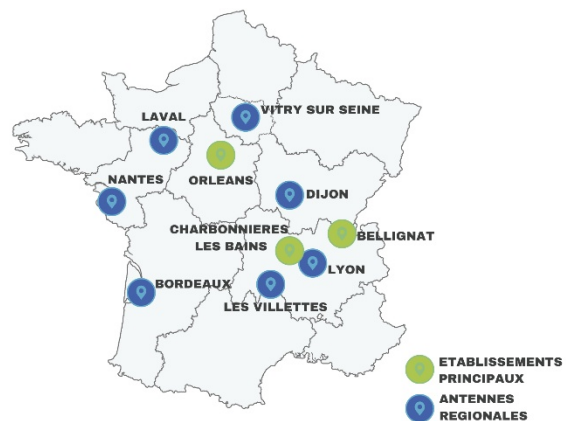 VITRY SUR SEINE
LAVAL
NANTES
ORLEANS
DIJON
CHARBONNIERES
LES BAINS
BELLIGNAT
LYON
BORDEAUX
LES VILLETTES
ETABLISSEMENTS
PRINCIPAUX
ANTENNES
REGIONALES